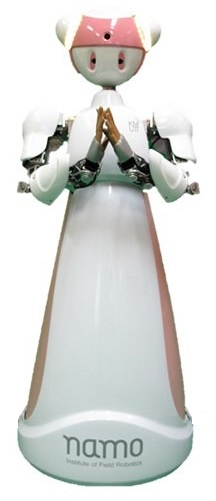 namo
Institute of Field Robotics